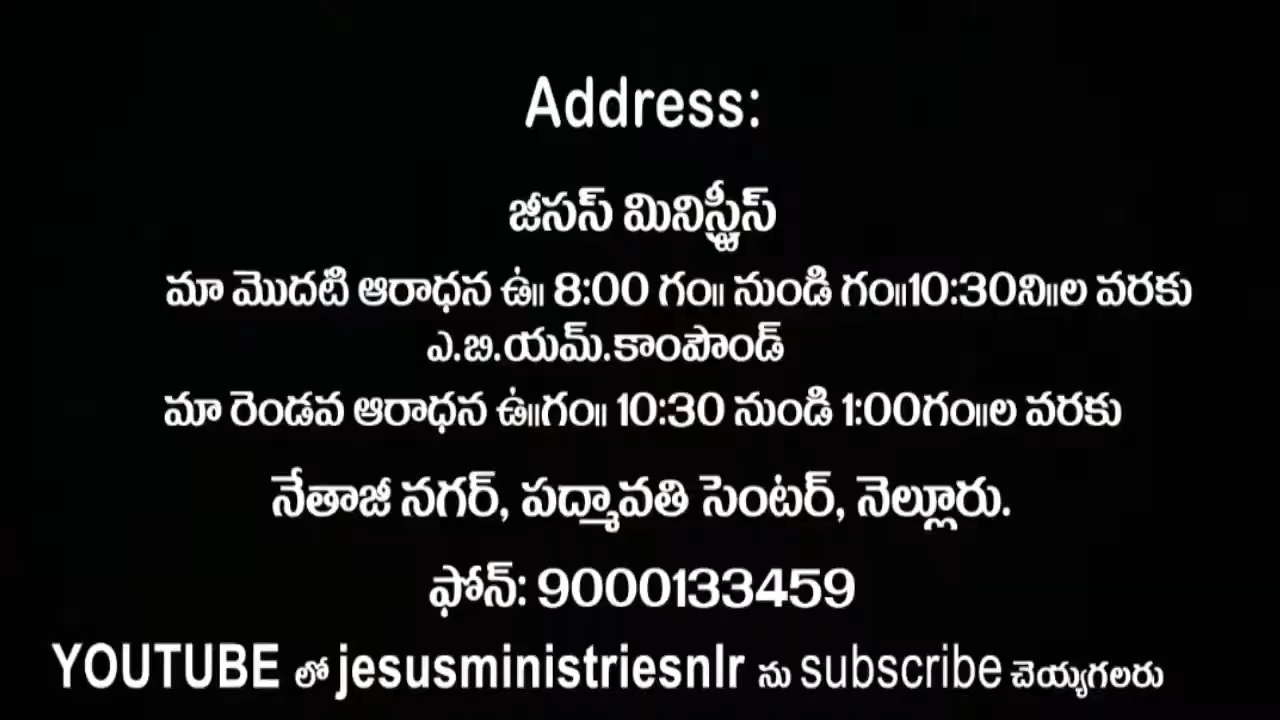 Address:
జీసస్ మినిస్ట్రీస్
మా మొదటి ఆరాధన ఉ॥ 8:00 గం॥ నుండి గం॥10:30ని॥ల వరకు
ఎ.బి.యమ్.కాంపౌండ్
మా రెండవ ఆరాధన ఉ॥గం॥ 10:30 నుండి 1:00గం॥ల వరకు
నేతాజీ నగర్, పద్మావతి సెంటర్, నెల్లూరు.
ఫోన్: 9000133459
YOUTUBE లో jesusministriesnlr ను subscribe చెయ్యగలరు